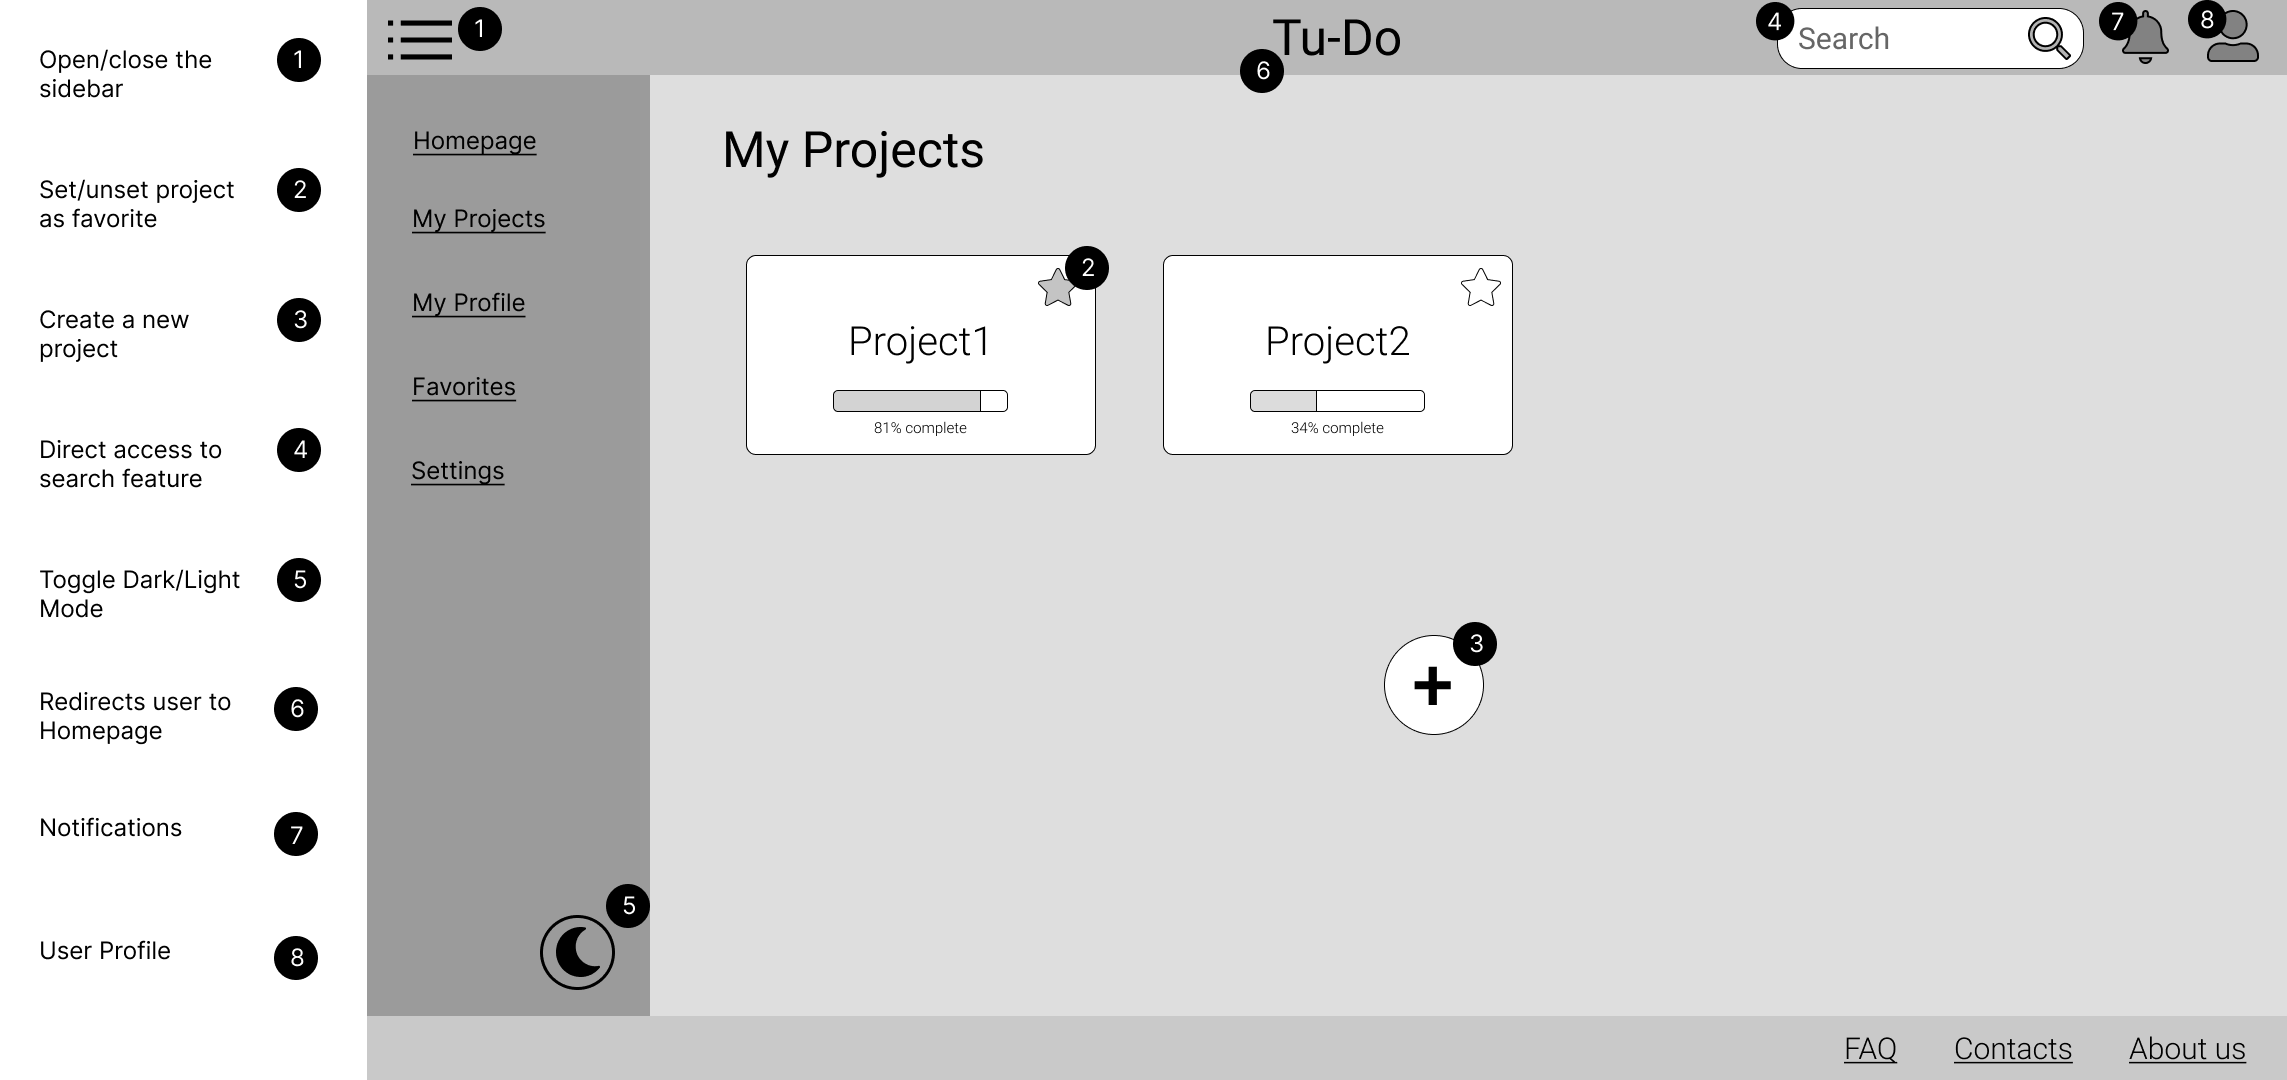 Open/close the
sidebar
1
Set/unset project
as favorite
2
Create a new
project
3
Direct access to
search feature
4
Toggle Dark/Light
Mode
5
Redirects user to
Homepage
6
Notifications
7
User Profile
8
1
Tu-Do
6
4
Search
7
8
Homepage
My Projects
My Profile
Favorites
Settings
5
My Projects
2
Project1
81% complete
Project2
34% complete
3
+
FAQ
Contacts
About us